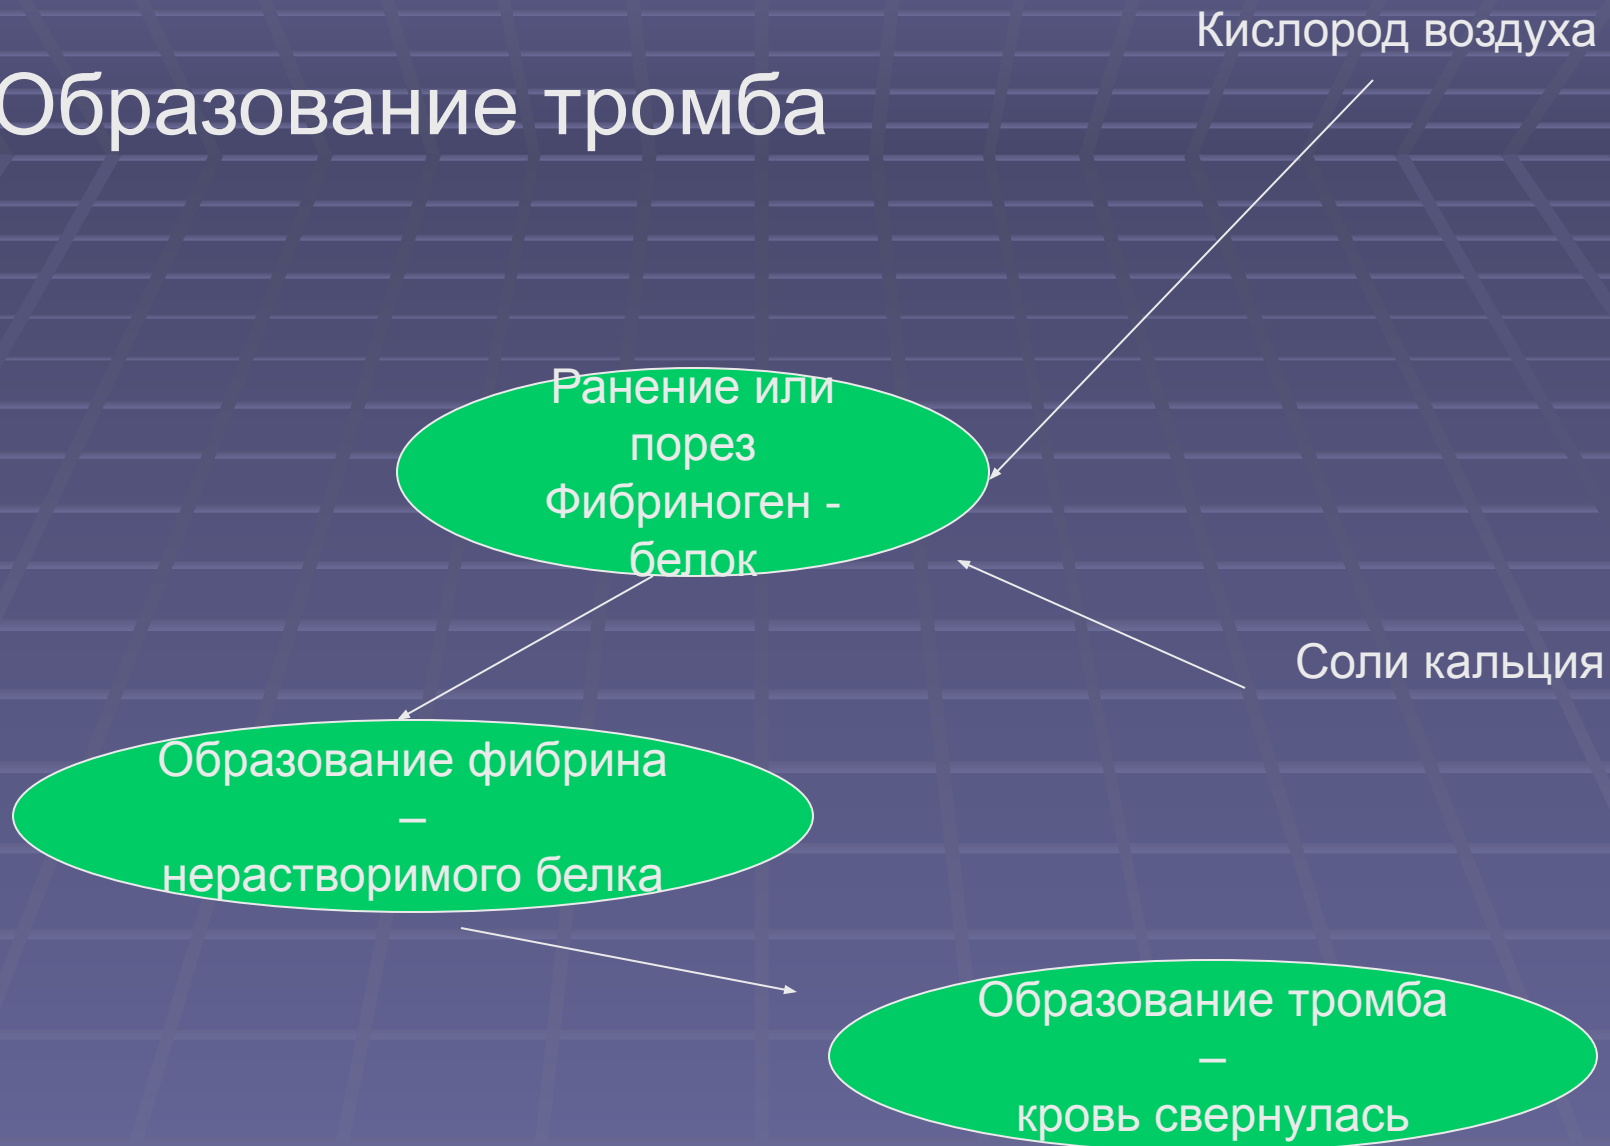 Кислород воздуха
Образование тромба
Ранение или
порез
Фибриноген -
белок
Соли кальция
Образование фибрина
–
нерастворимого белка
Образование тромба
–
кровь свернулась